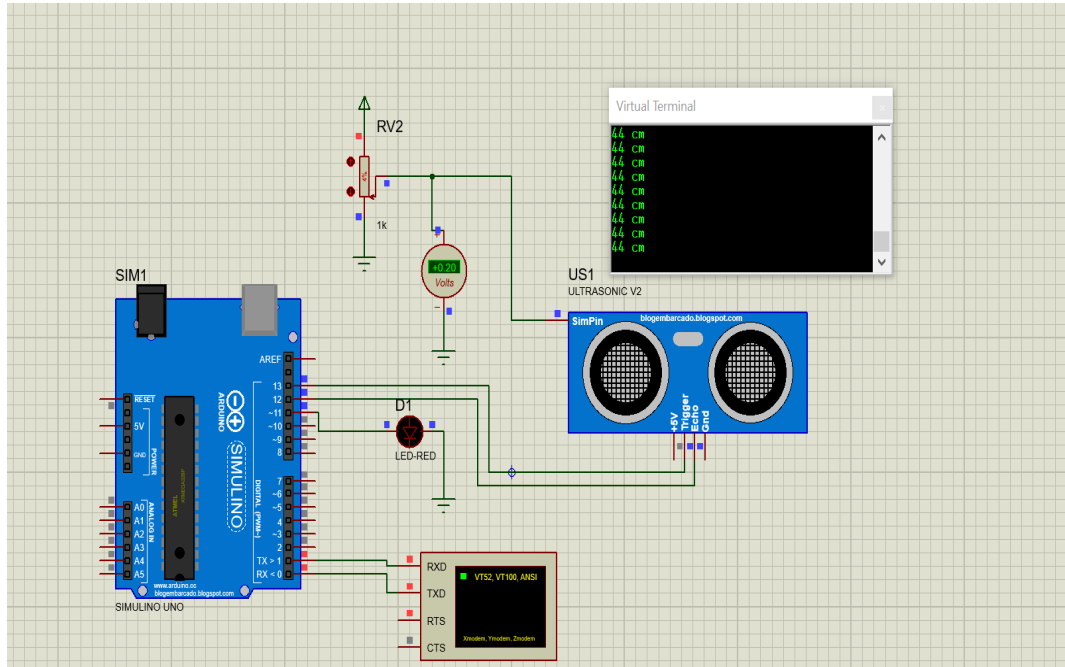 RV2
4%
1k
+0.20
Volts
Virtual Terminal
44 cm
44 cm
44 cm
44 cm
44 cm
44 cm
44 cm
44 cm
44 cm
US1
ULTRASONIC V2
SimPin
blogembarcado.blogspot.com
+5V
Trigger
Echo
Gnd
SIM1
AREF
13
12
~11
~10
~9
8
7
~6
~5
4
~3
2
TX > 1
RX < 0
RESET
5V
GND
POWER
A0
A1
A2
A3
A4
A5
ANALOG IN
ATMEL
ARDUINO
SIMULINO
DIGITAL (PWM~)
www.arduino.cc
blogembarcado.blogspot.com
SIMULINO UNO
D1
LED-RED
RXD
TXD
RTS
CTS
VT52, VT100, ANSI
Xmodem, Ymodem, Zmodem